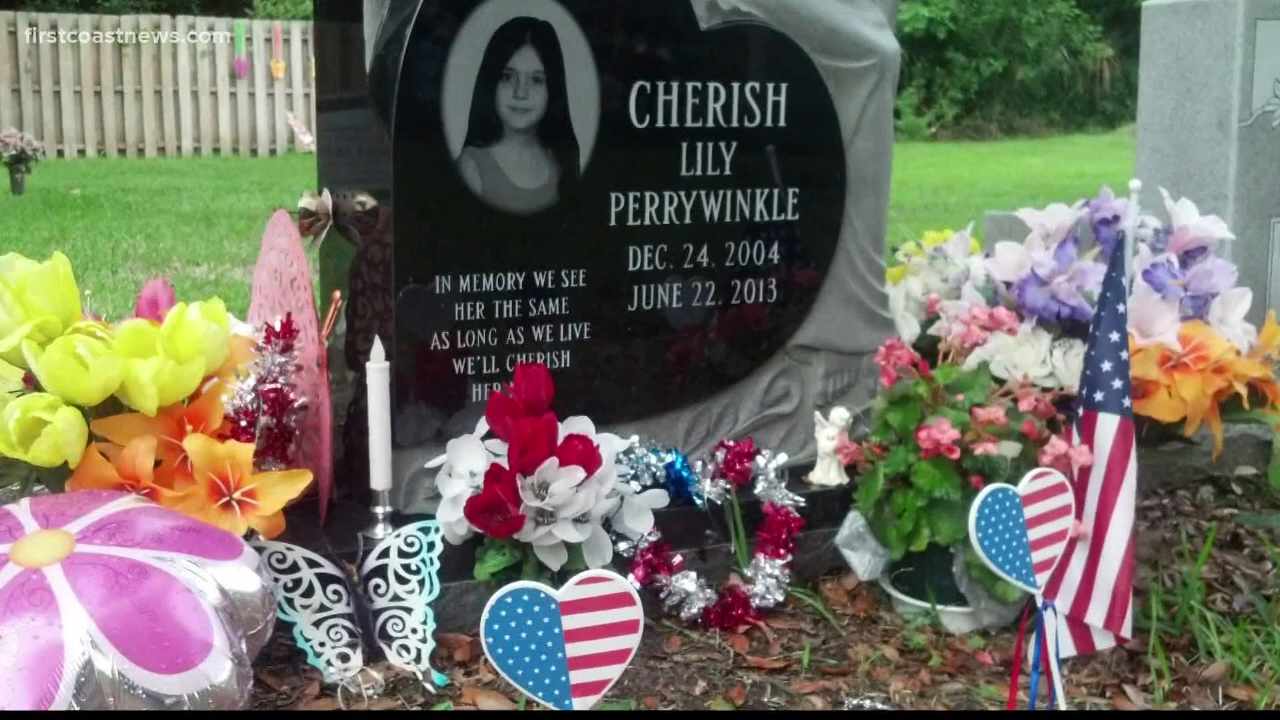 firstcoastnews.com
CHERISH
LILY
PERRYWINKLE
DEC. 24, 2004
JUNE 22, 2013
IN MEMORY WE SEE
HER THE SAME
AS LONG AS WE LIVE
WE'LL CHERISH
HER